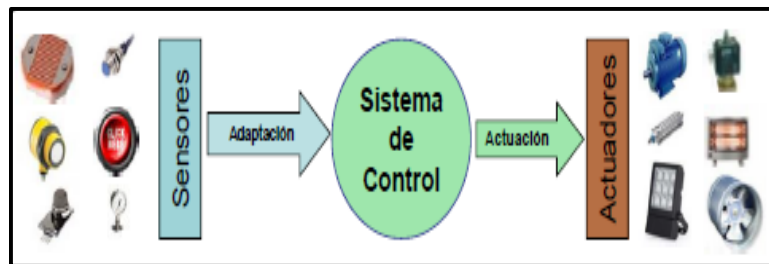 Sensores
Adaptación
Sistema
de
Control
Actuación
Actuadores